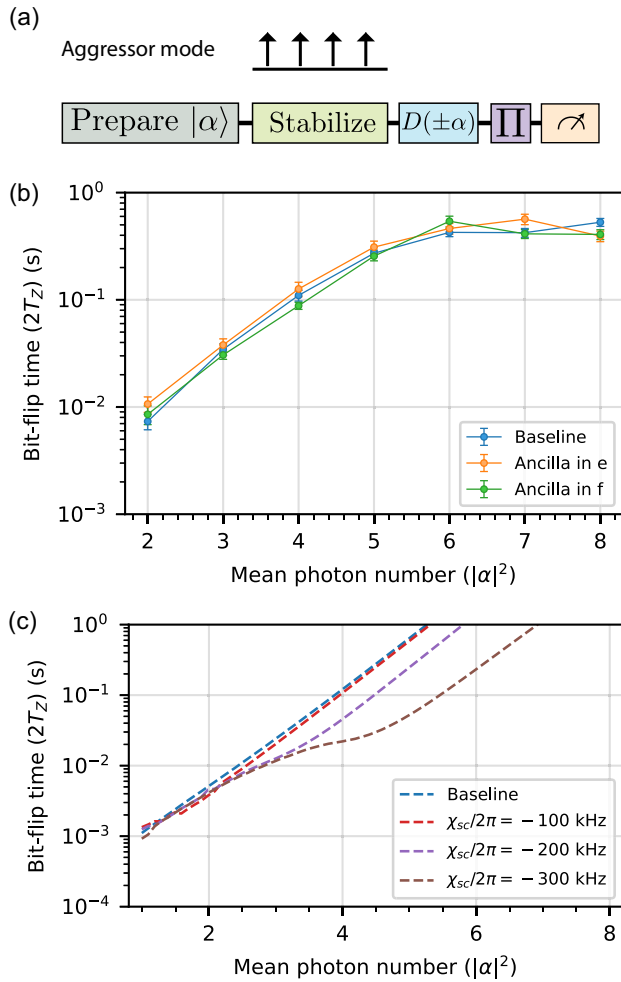 (a)
Aggressor mode
Prepare |α⟩
Stabilize
D(±α)
∏
(b)
Bit-flip time (2T_Z) (s)
10^0
10^−1
10^−2
10^−3
Baseline
Ancilla in e
Ancilla in f
2 3 4 5 6 7 8
Mean photon number (|α|^2)
(c)
Bit-flip time (2T_Z) (s)
10^0
10^−1
10^−2
10^−3
10^−4
Baseline
χ_sc/2π = −100 kHz
χ_sc/2π = −200 kHz
χ_sc/2π = −300 kHz
2 4 6 8
Mean photon number (|α|^2)